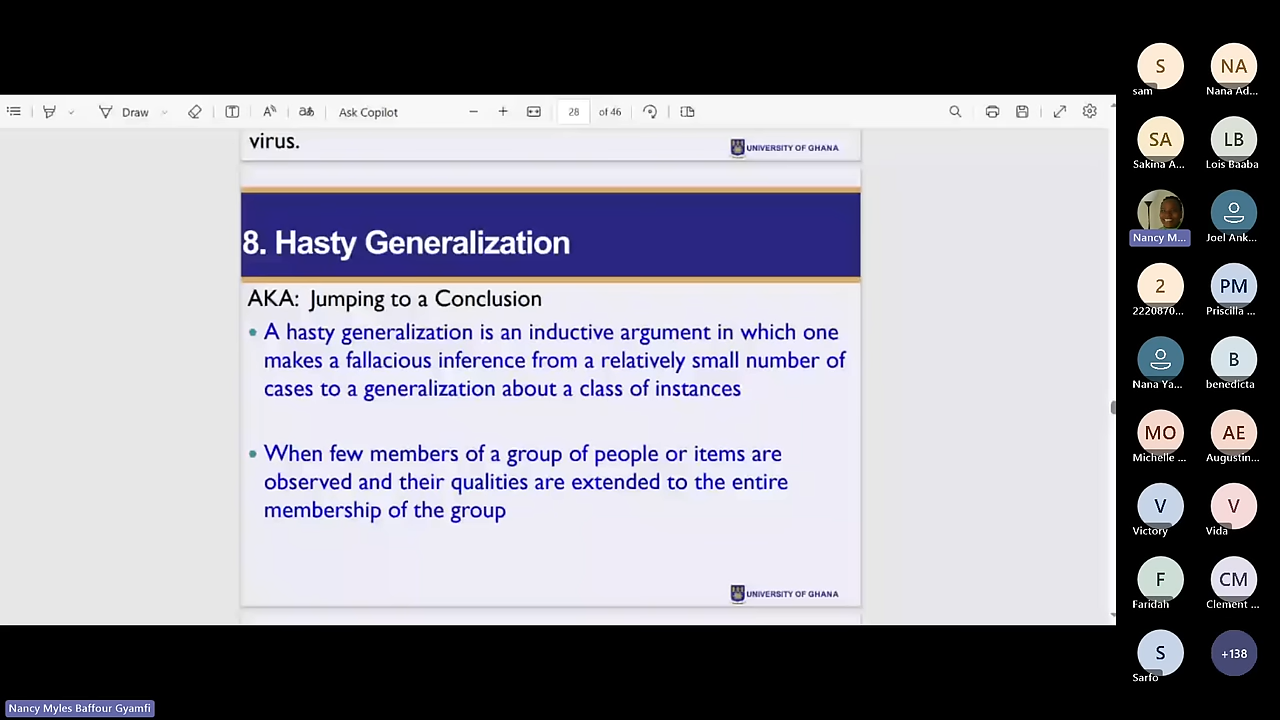 Draw
Ask Copilot
28 of 46
virus.
UNIVERSITY OF GHANA
8. Hasty Generalization
AKA: Jumping to a Conclusion
• A hasty generalization is an inductive argument in which one
makes a fallacious inference from a relatively small number of
cases to a generalization about a class of instances
• When few members of a group of people or items are
observed and their qualities are extended to the entire
membership of the group
UNIVERSITY OF GHANA
S
NA
sam
Nana Ad...
SA
LB
Sakina A...
Lois Baaba
Nancy M...
Joel Ank...
2
PM
2220870...
Priscilla ...
B
Nana Ya...
benedicta
MO
AE
Michelle ...
Augustin...
V
V
Victory
Vida
F
CM
Faridah
Clement ...
S
+138
Sarfo
Nancy Myles Baffour Gyamfi